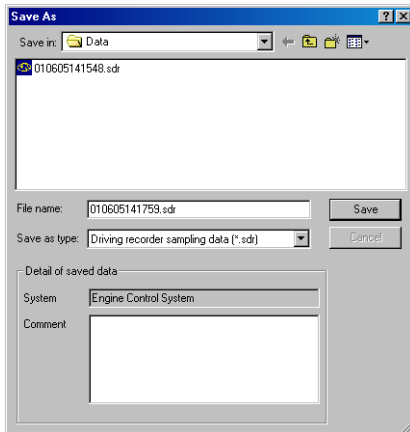 Save As
Save in: Data
010605141548.sdr
File name: 010605141759.sdr Save
Save as type: Driving recorder sampling data (*.sdr) Cancel
Detail of saved data
System Engine Control System
Comment